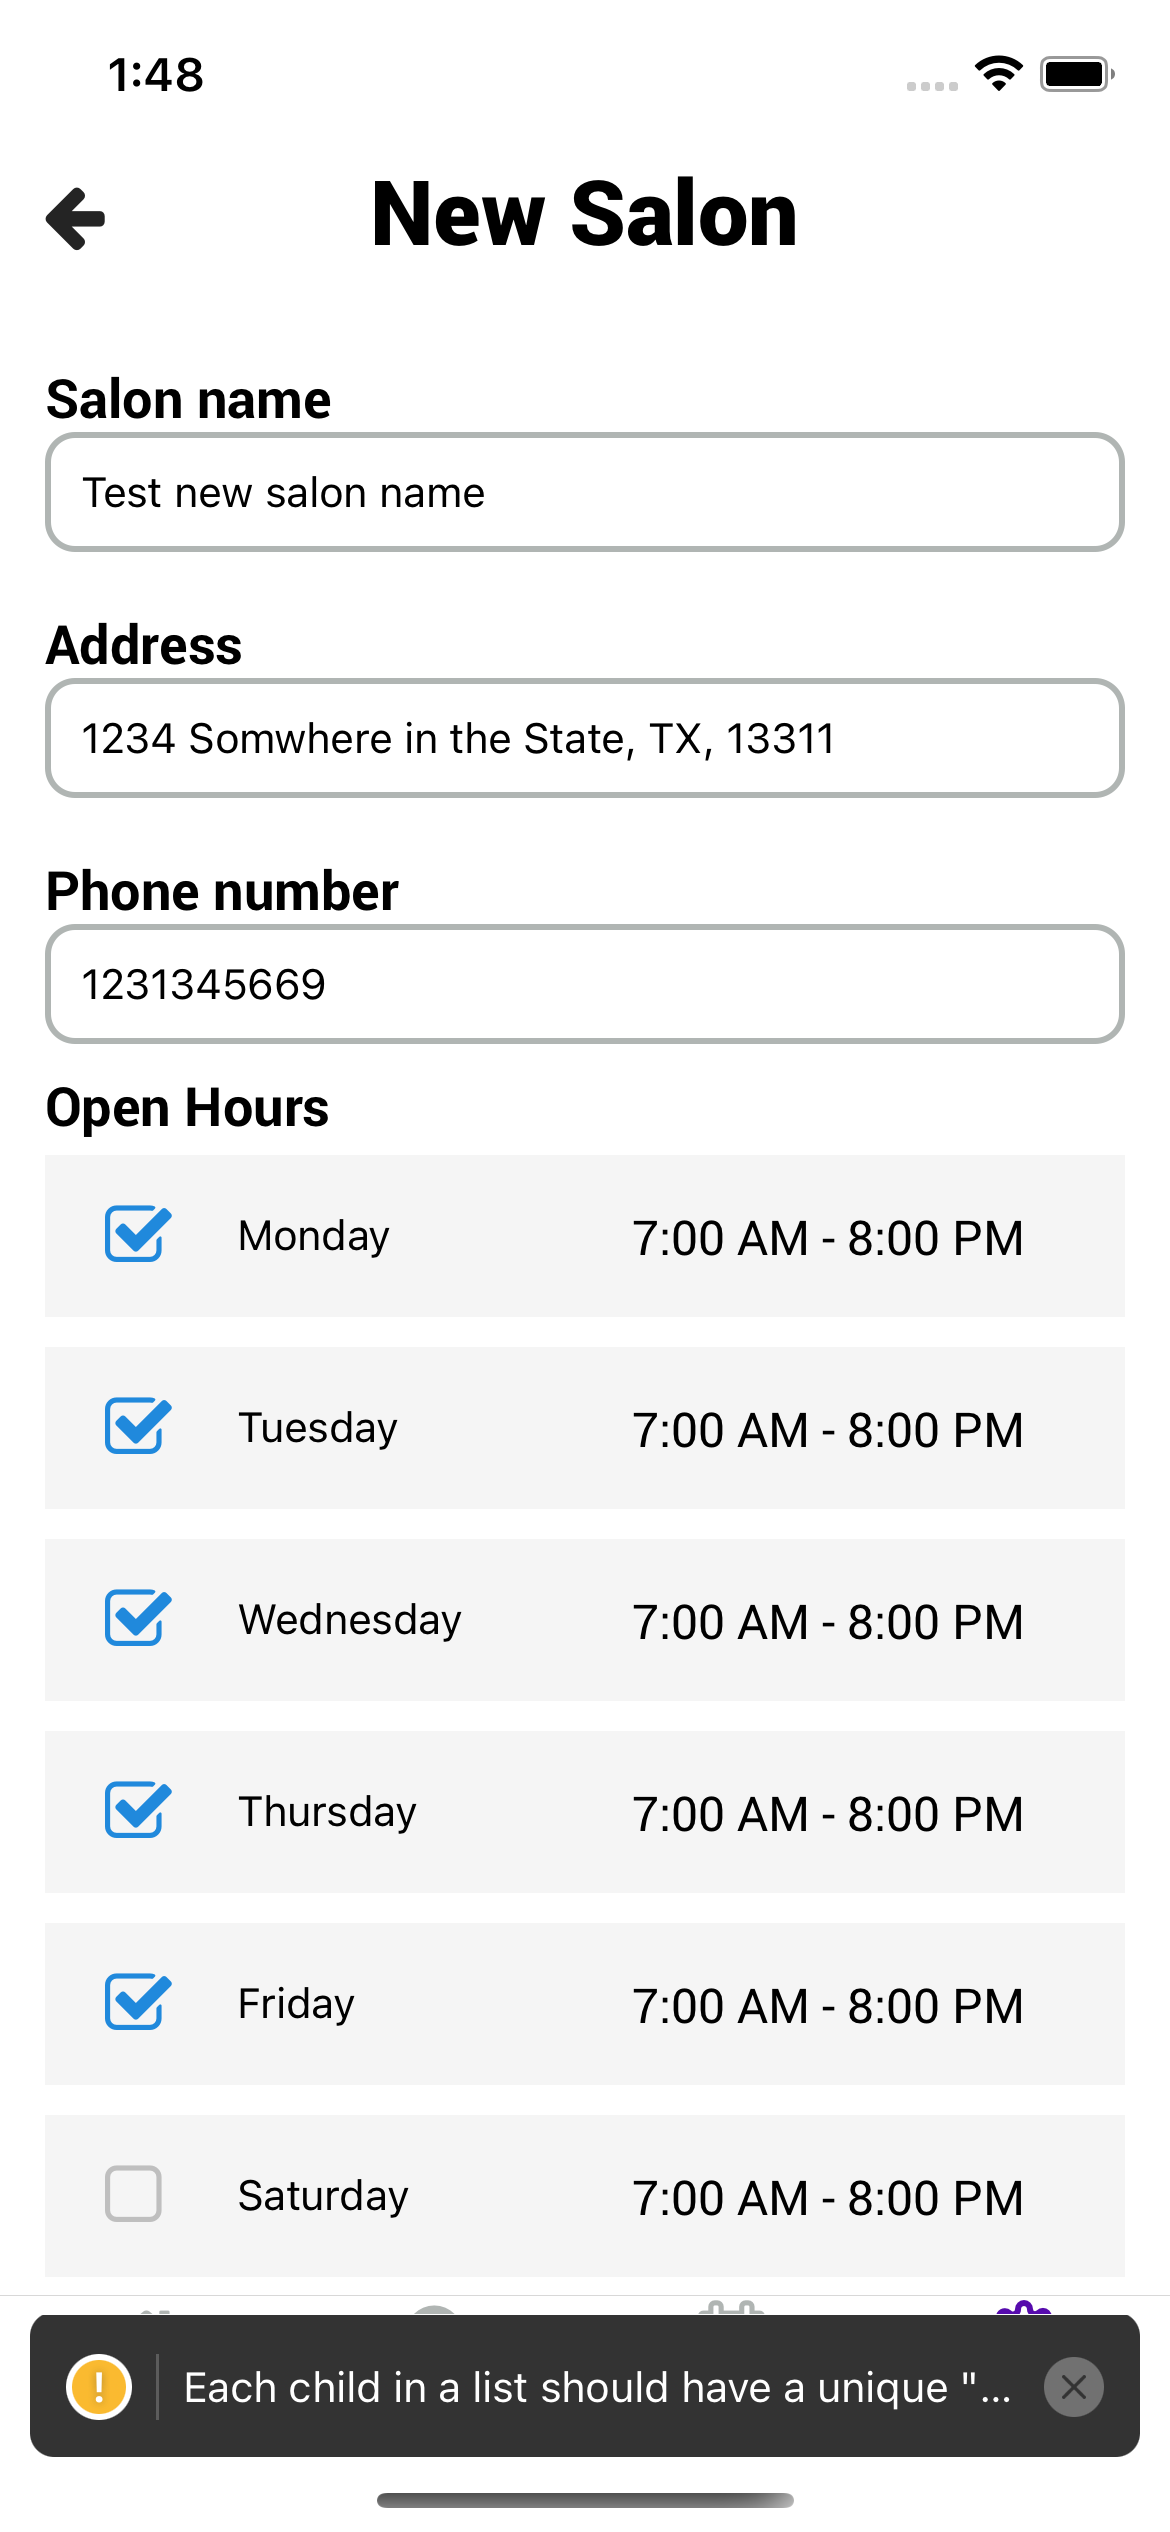 1:48
New Salon
Salon name
Test new salon name
Address
1234 Somwhere in the State, TX, 13311
Phone number
1231345669
Open Hours
Monday 7:00 AM - 8:00 PM
Tuesday 7:00 AM - 8:00 PM
Wednesday 7:00 AM - 8:00 PM
Thursday 7:00 AM - 8:00 PM
Friday 7:00 AM - 8:00 PM
Saturday 7:00 AM - 8:00 PM
Each child in a list should have a unique "...